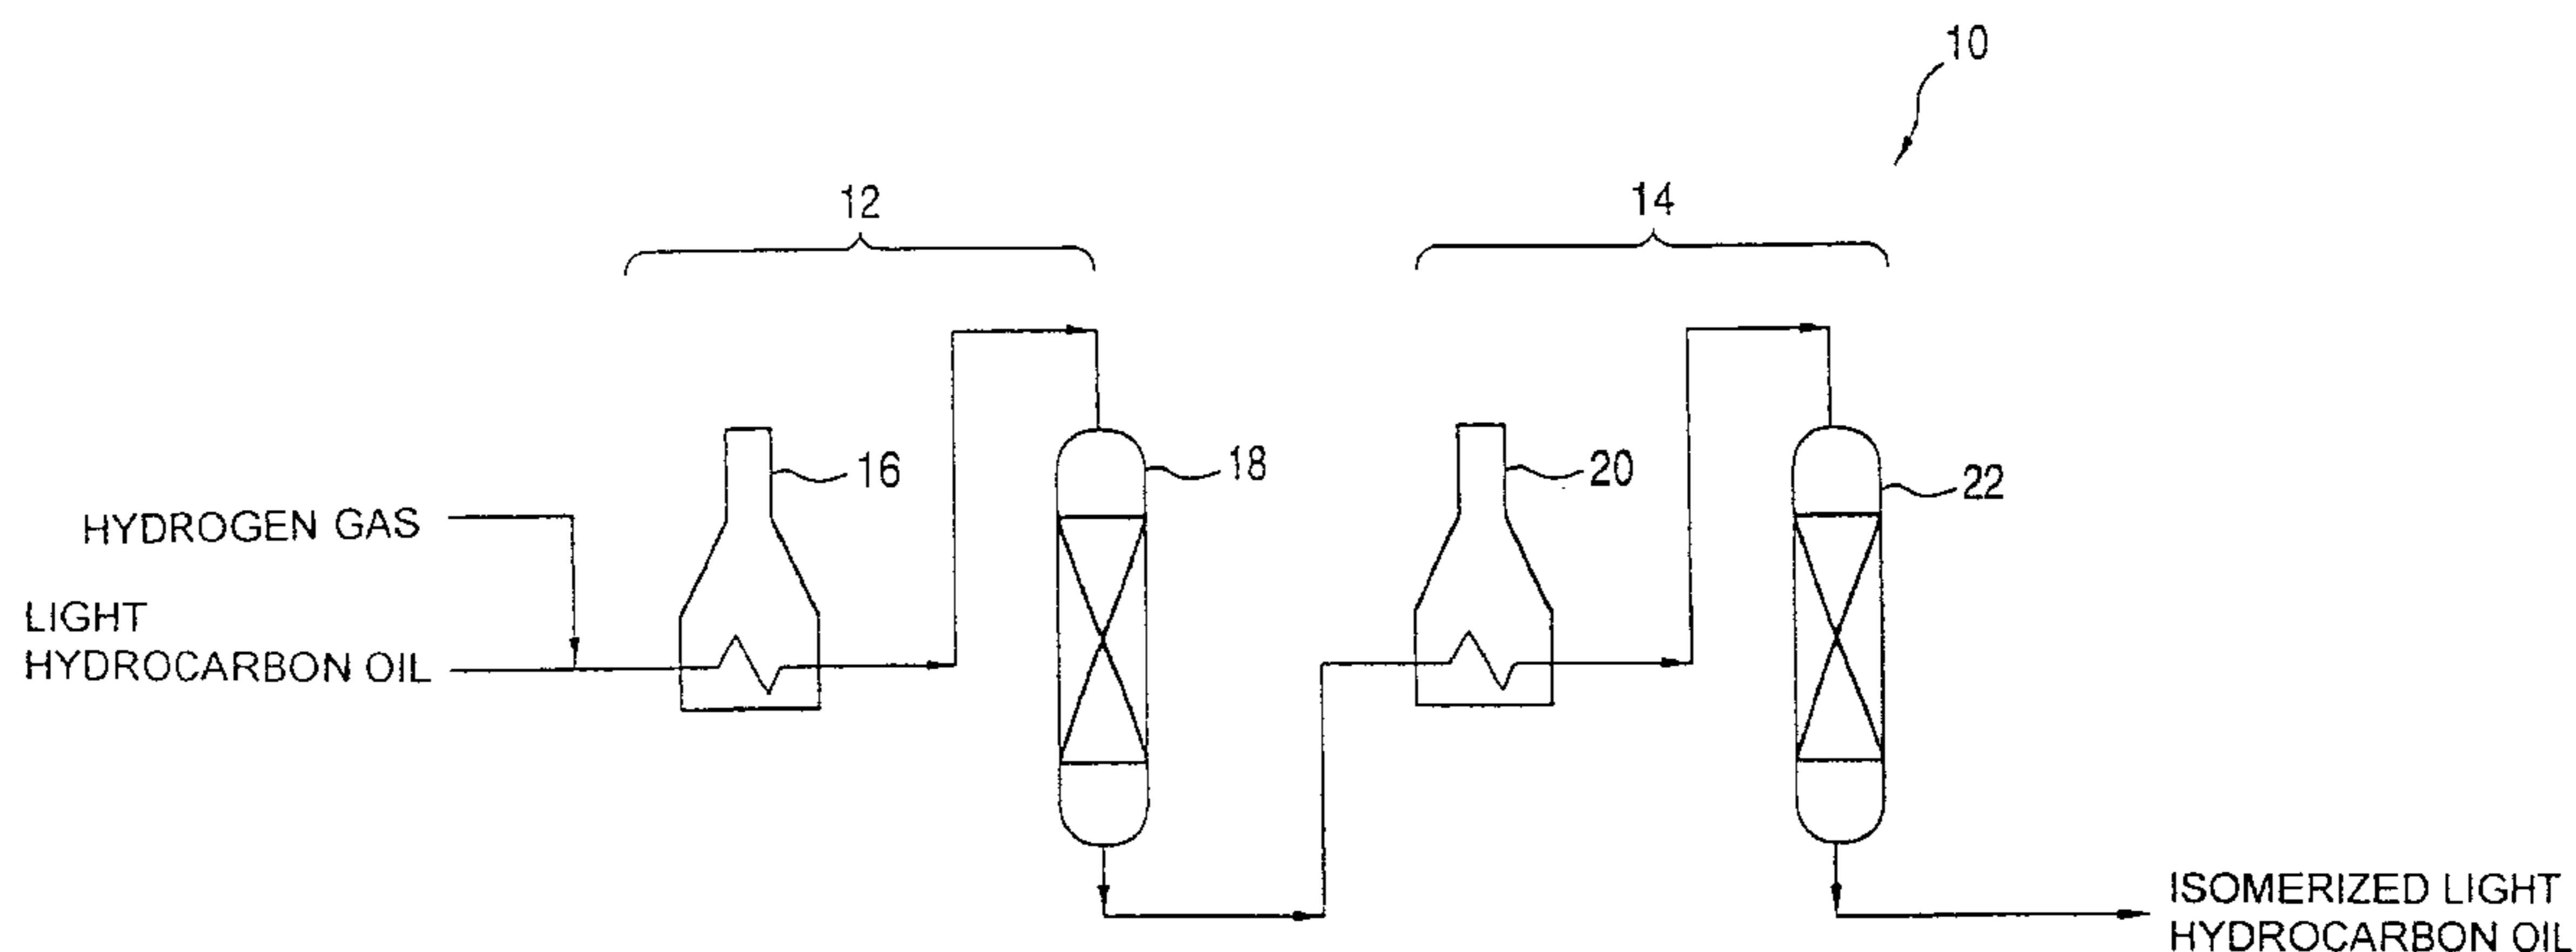 10
12
14
16
18
20
22
HYDROGEN GAS
LIGHT
HYDROCARBON OIL
ISOMERIZED LIGHT
HYDROCARBON OIL